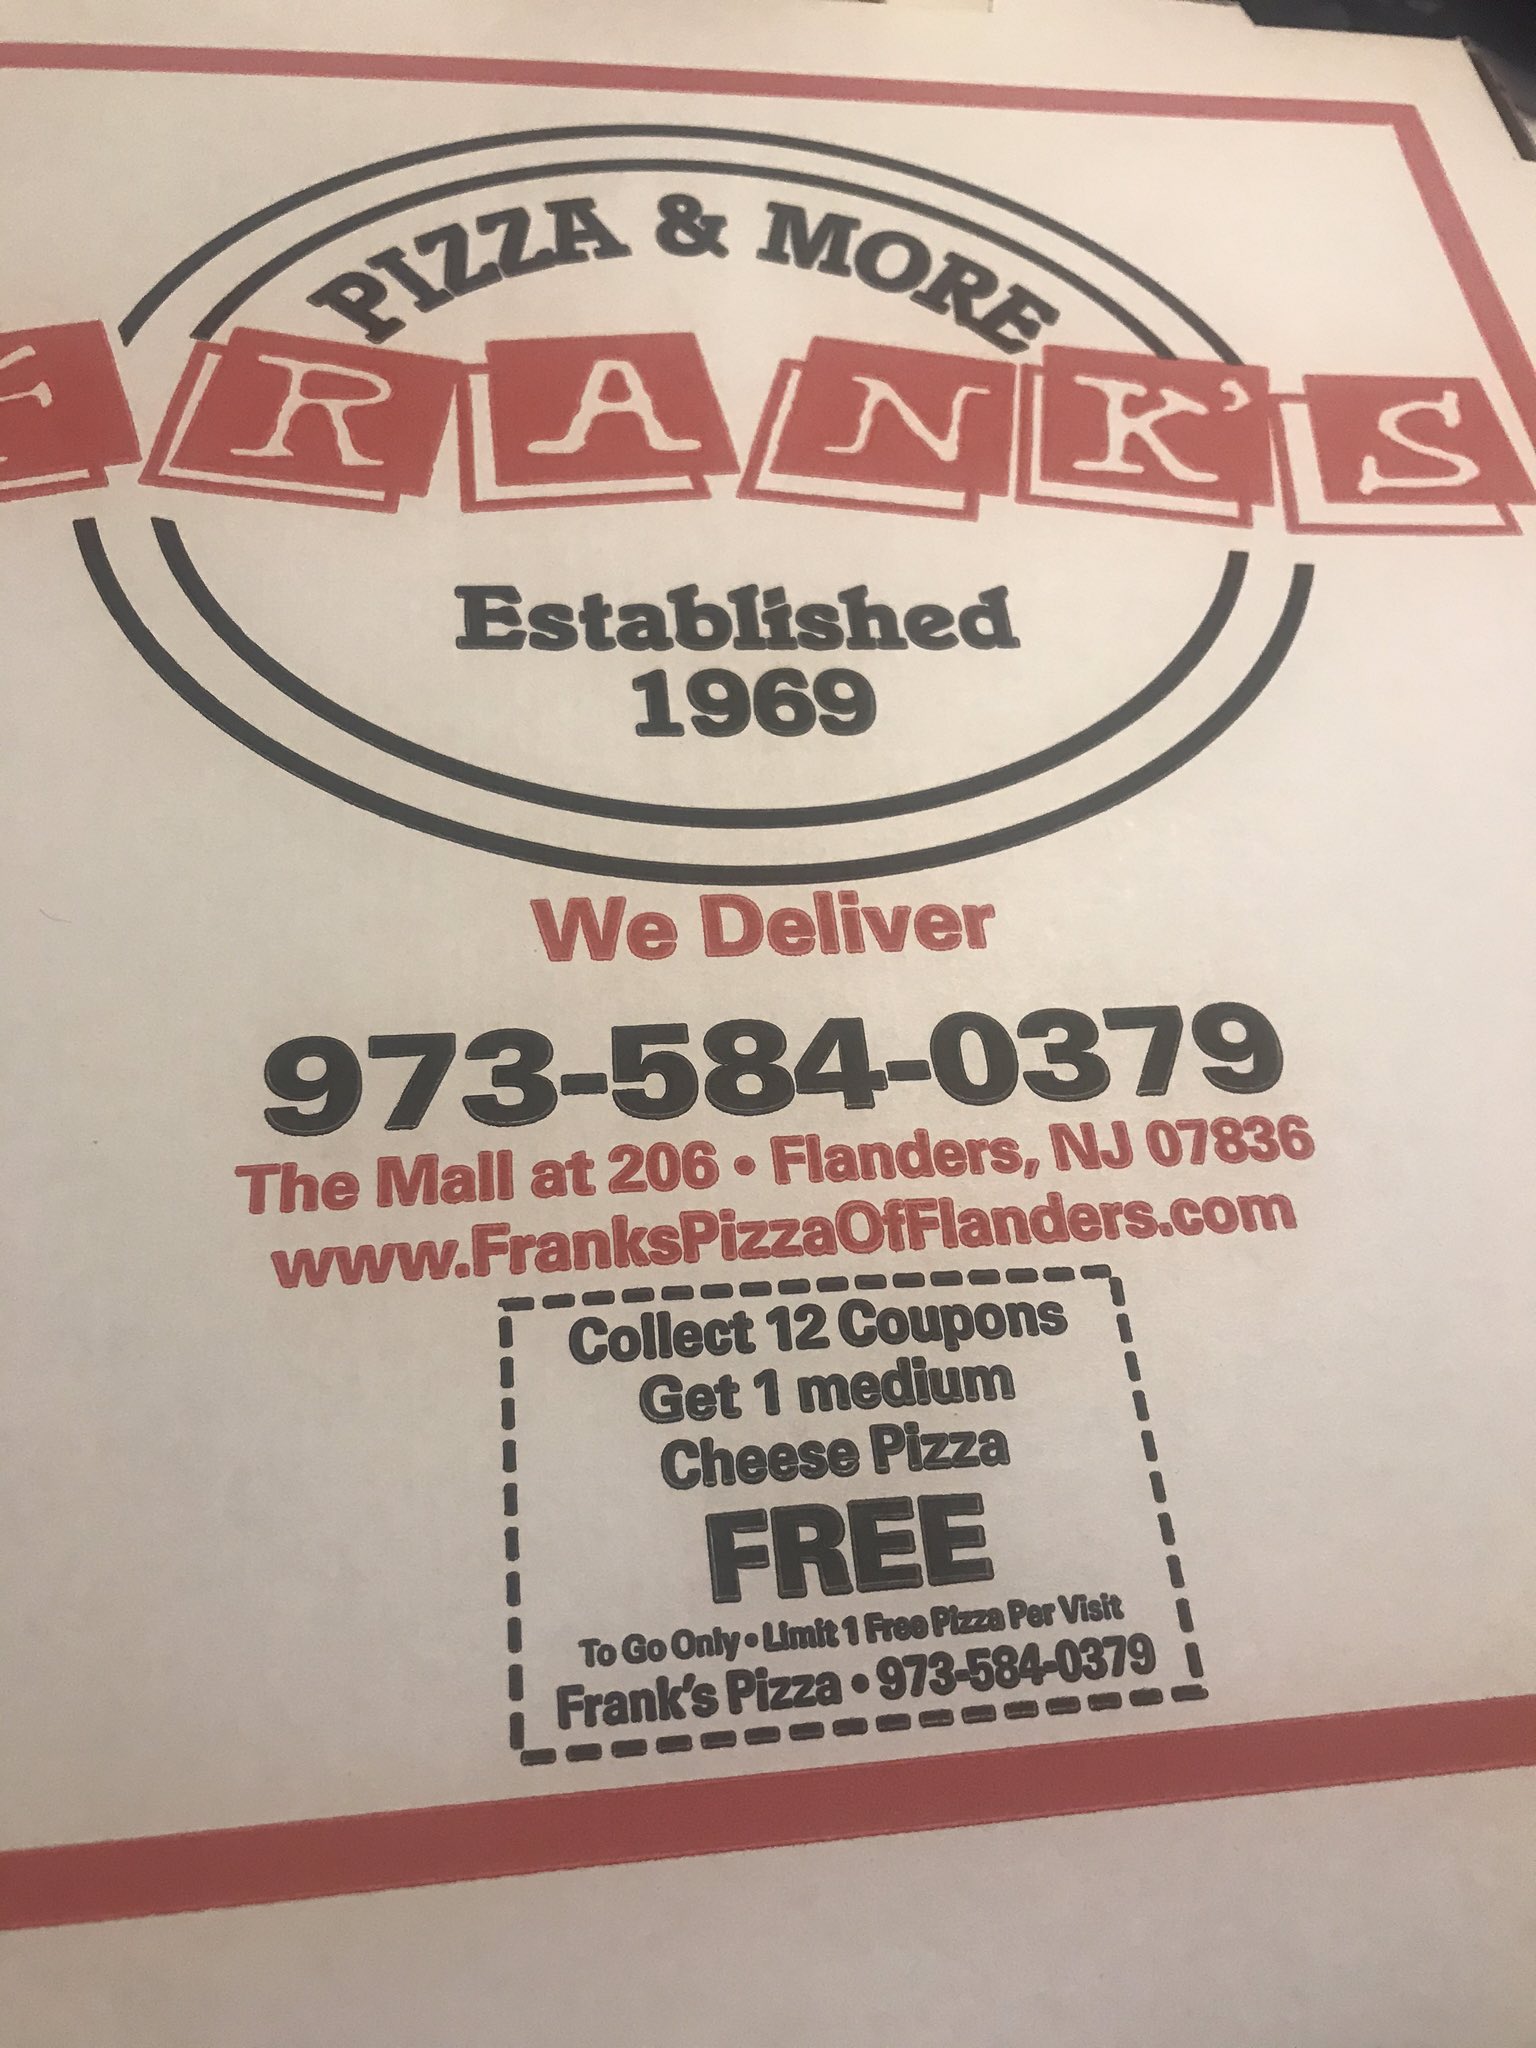 PIZZA & MORE
FRANK'S
Established
1969
We Deliver
973-584-0379
The Mall at 206 • Flanders, NJ 07836
www.FranksPizzaOfFlanders.com
Collect 12 Coupons
Get 1 medium
Cheese Pizza
FREE
To Go Only • Limit 1 Free Pizza Per Visit
Frank's Pizza • 973-584-0379